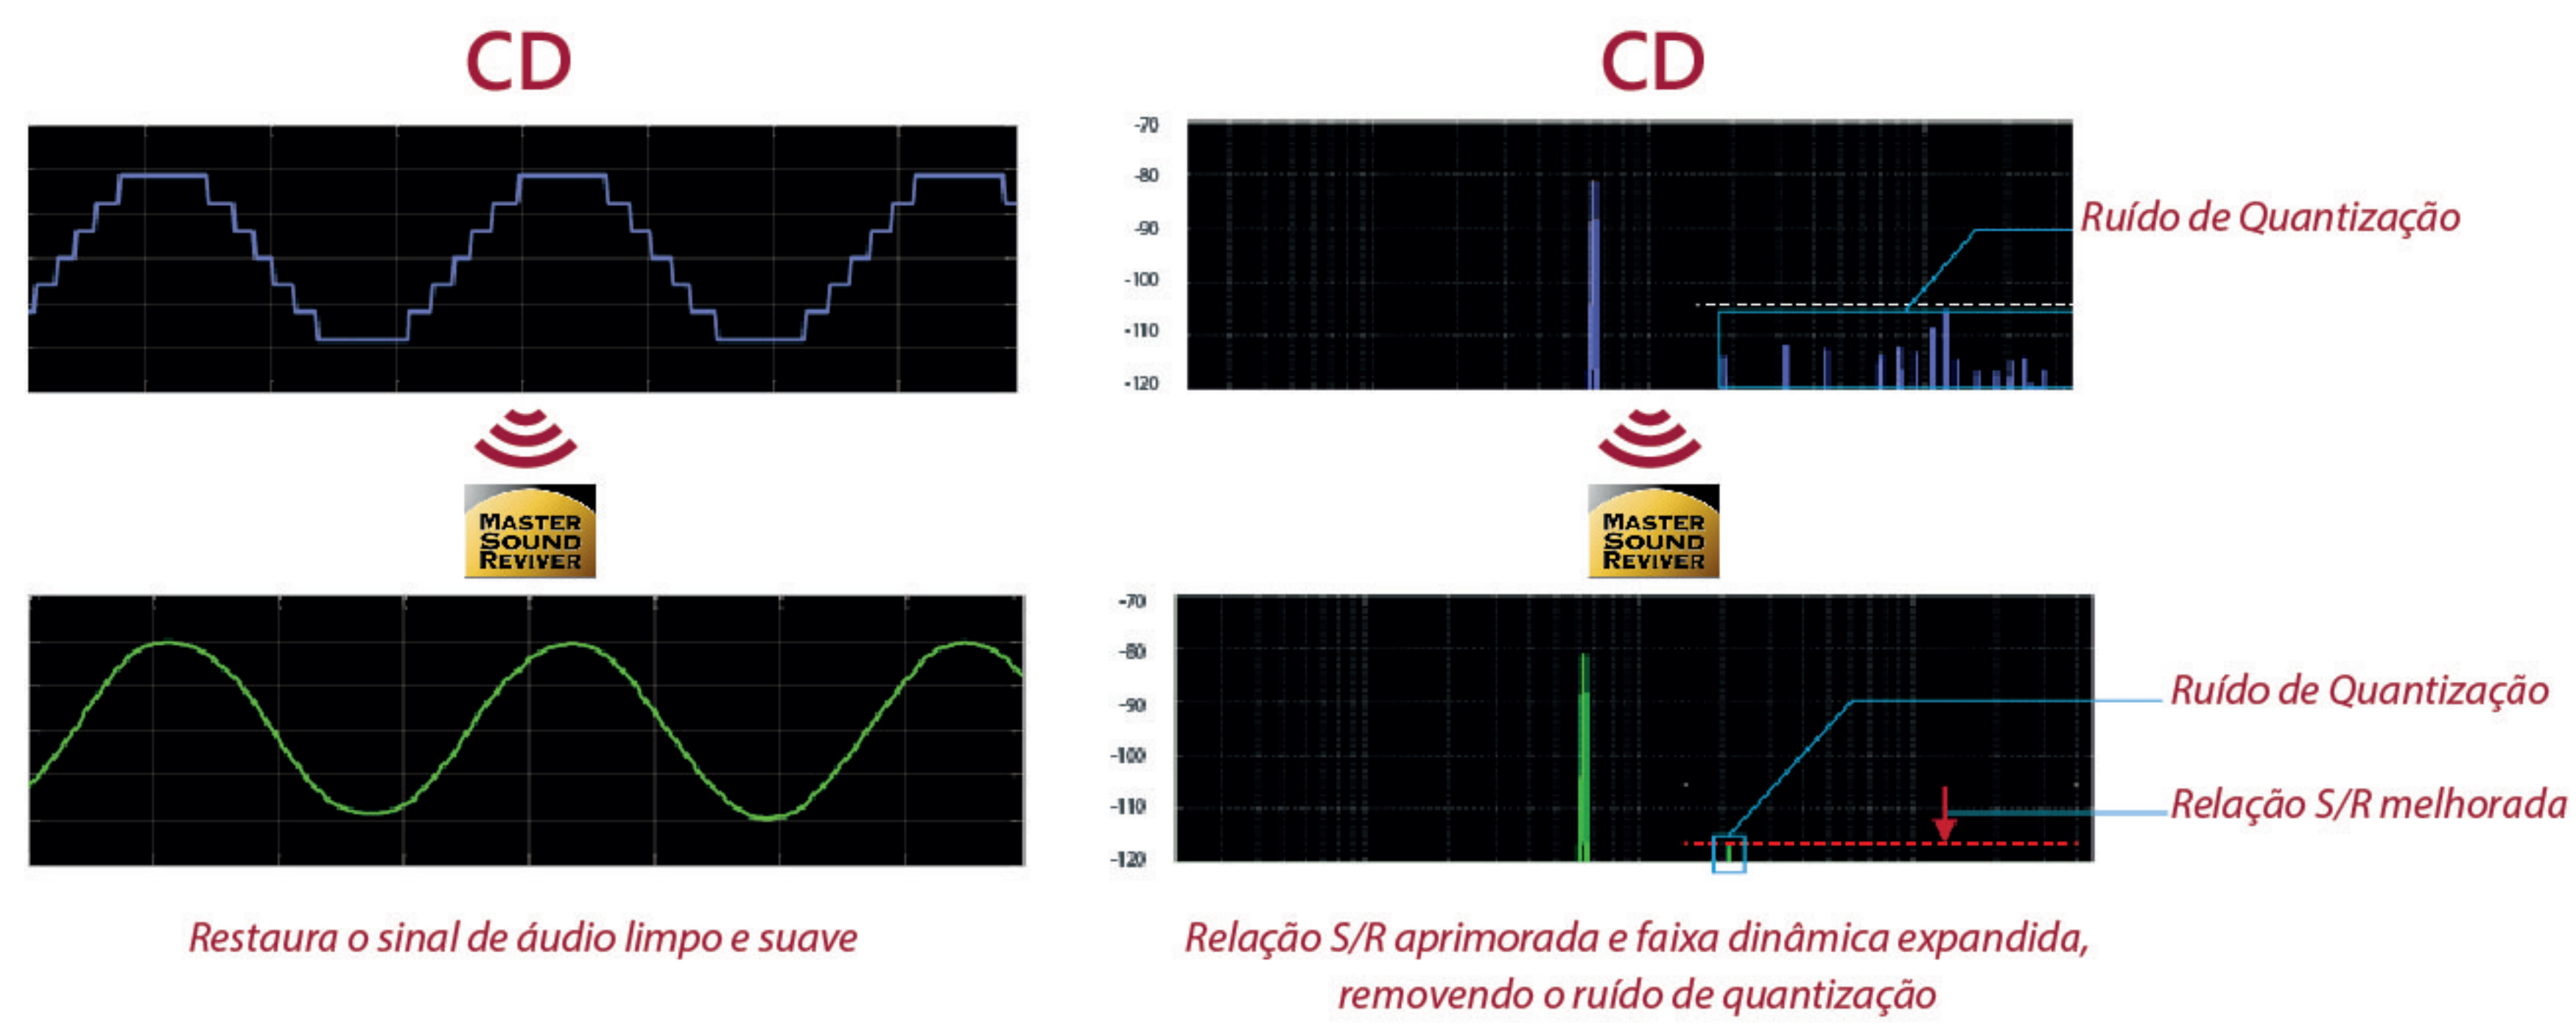 CD
CD
-70
-80
-90
-100
-110
-120
Ruído de Quantização
MASTER
SOUND
REVIVER
MASTER
SOUND
REVIVER
-70
-80
-90
-100
-110
-120
Ruído de Quantização
Relação S/R melhorada
Restaura o sinal de áudio limpo e suave
Relação S/R aprimorada e faixa dinâmica expandida,
removendo o ruído de quantização